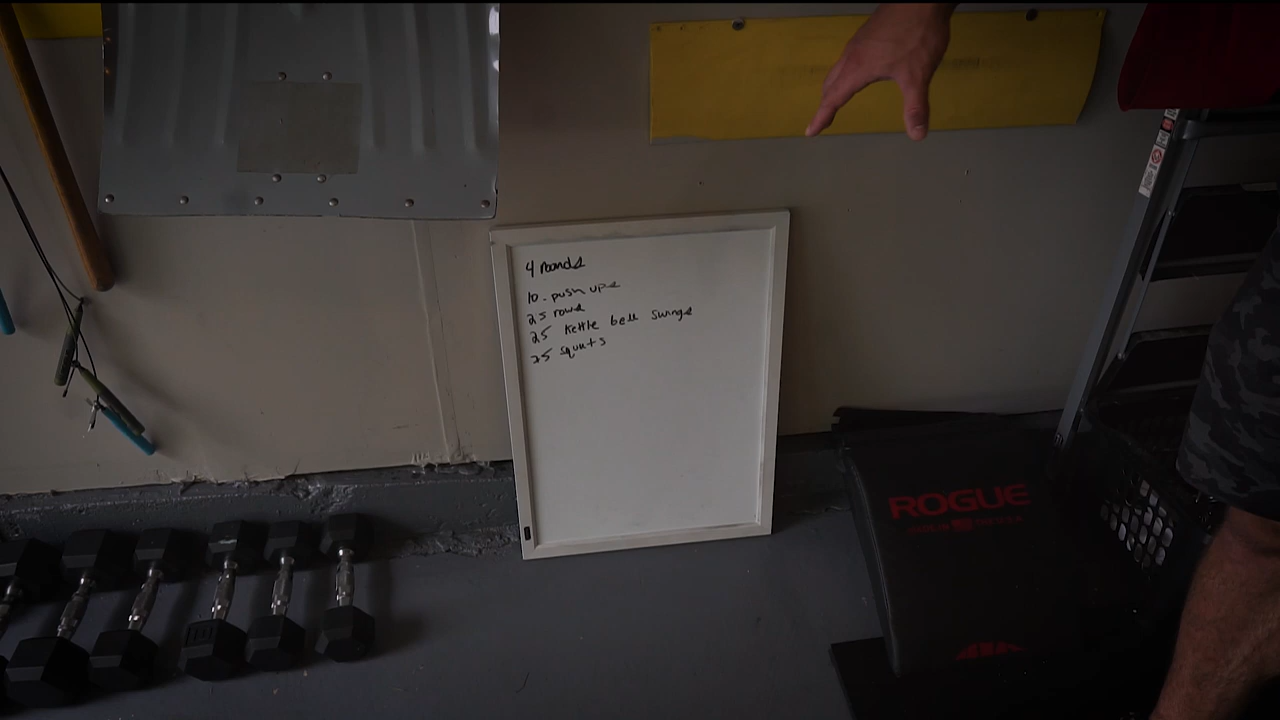 4 rounds
10 - push ups
25 rows
25 Kettle bell swings
25 squats
ROGUE